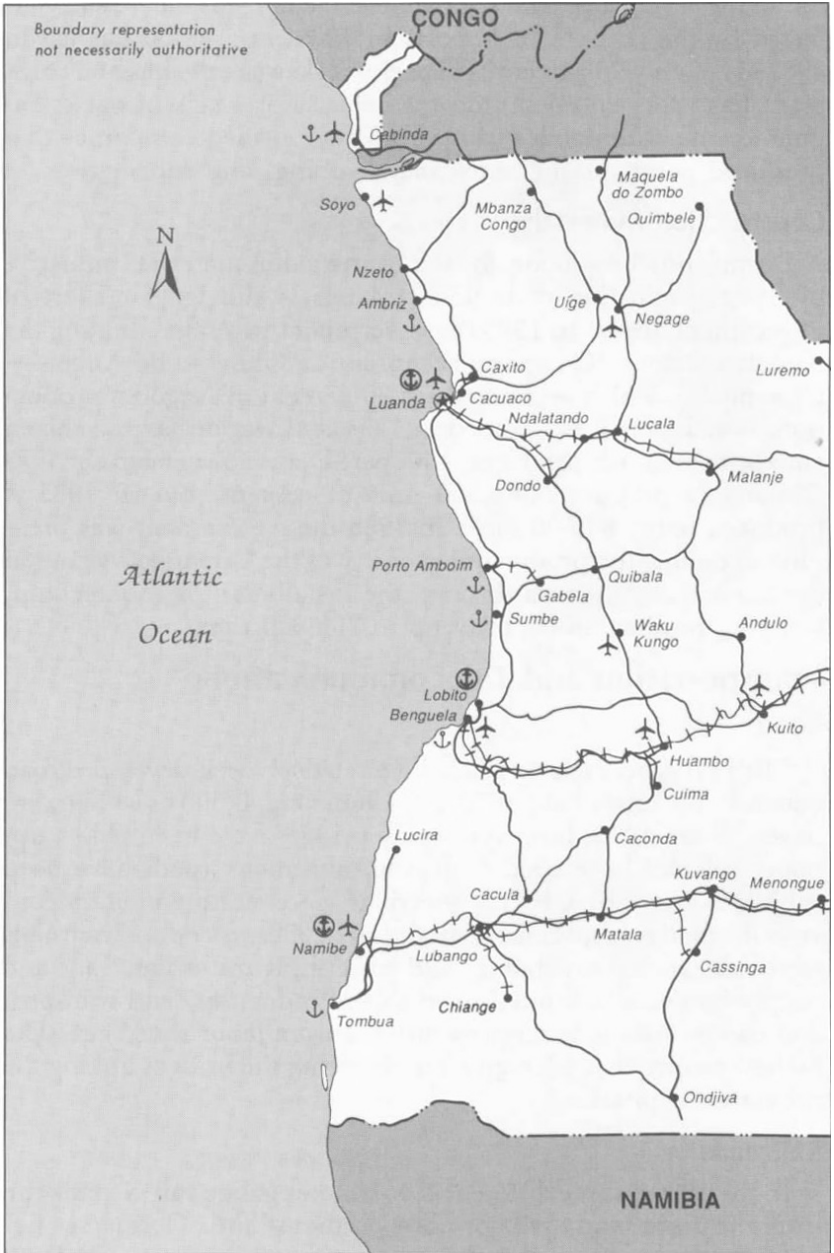 Boundary representation
not necessarily authoritative
CONGO
Cabinda
N
Soyo
Mbanza
Congo
Maquela
do Zombo
Quimbele
Nzeto
Ambriz
Uíge
Negage
Luremo
Caxito
Cacuaco
Luanda
Ndalatando
Lucala
Dondo
Malanje
Atlantic
Ocean
Porto Amboim
Gabela
Quibala
Sumbe
Waku
Kungo
Andulo
Lobito
Benguela
Kuito
Huambo
Cuima
Lucira
Caconda
Cacula
Kuvango
Menongue
Namibe
Lubango
Matala
Cassinga
Tombua
Chiange
Ondjiva
NAMIBIA